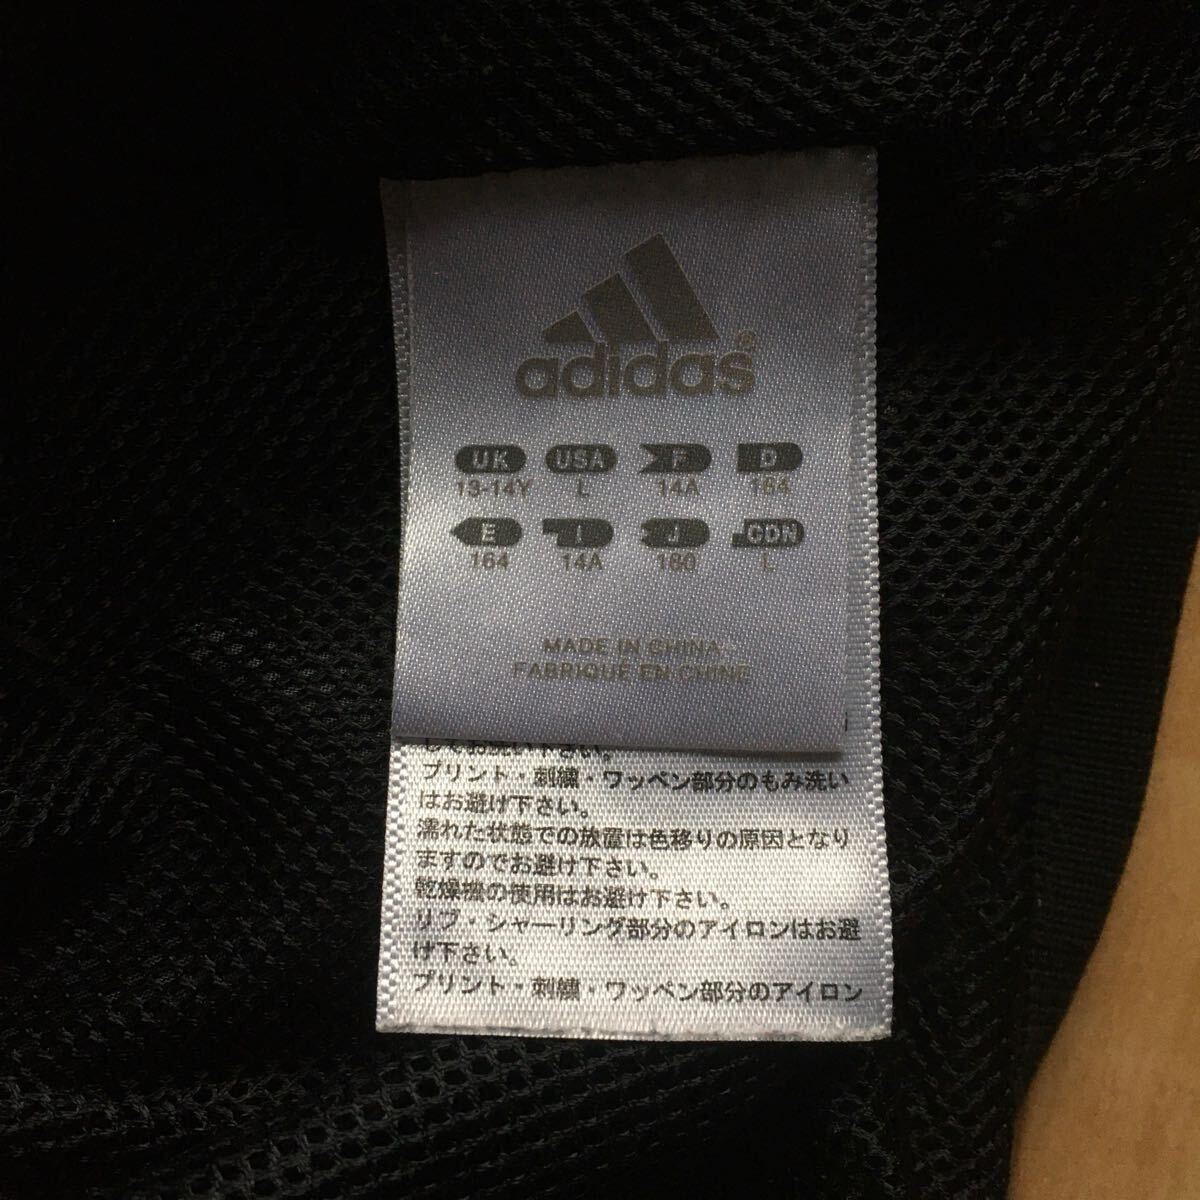 adidas®
UK USA F D
13-14Y L 14A 164
E I J CDN
164 14A 160 L
MADE IN CHINA
FABRIQUE EN CHINE
下さい。
プリント・刺繍・ワッペン部分のもみ洗い
はお避け下さい。
濡れた状態での放置は色移りの原因となり
ますのでお避け下さい。
乾燥機の使用はお避け下さい。
リブ・シャーリング部分のアイロンはお避
け下さい。
プリント・刺繍・ワッペン部分のアイロン